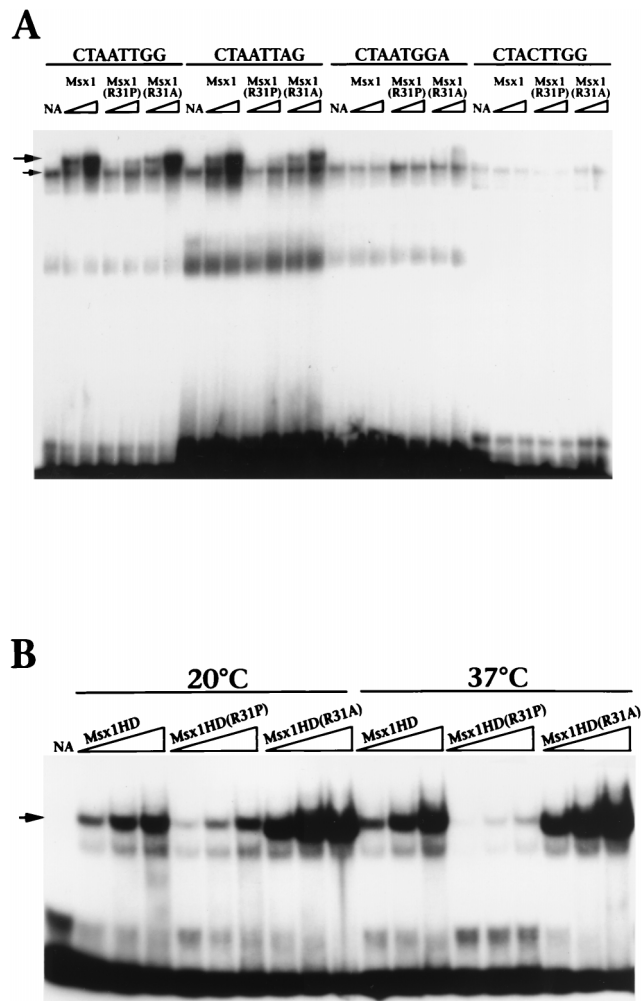 A
CTAATTGG CTAATTAG CTAATGGA CTACTTGG
Msx1 Msx1 (R31P) Msx1 (R31A) Msx1 Msx1 (R31P) Msx1 (R31A) Msx1 Msx1 (R31P) Msx1 (R31A) Msx1 Msx1 (R31P) Msx1 (R31A)
NA NA NA NA
B
20°C 37°C
NA Msx1HD Msx1HD(R31P) Msx1HD(R31A) Msx1HD Msx1HD(R31P) Msx1HD(R31A)